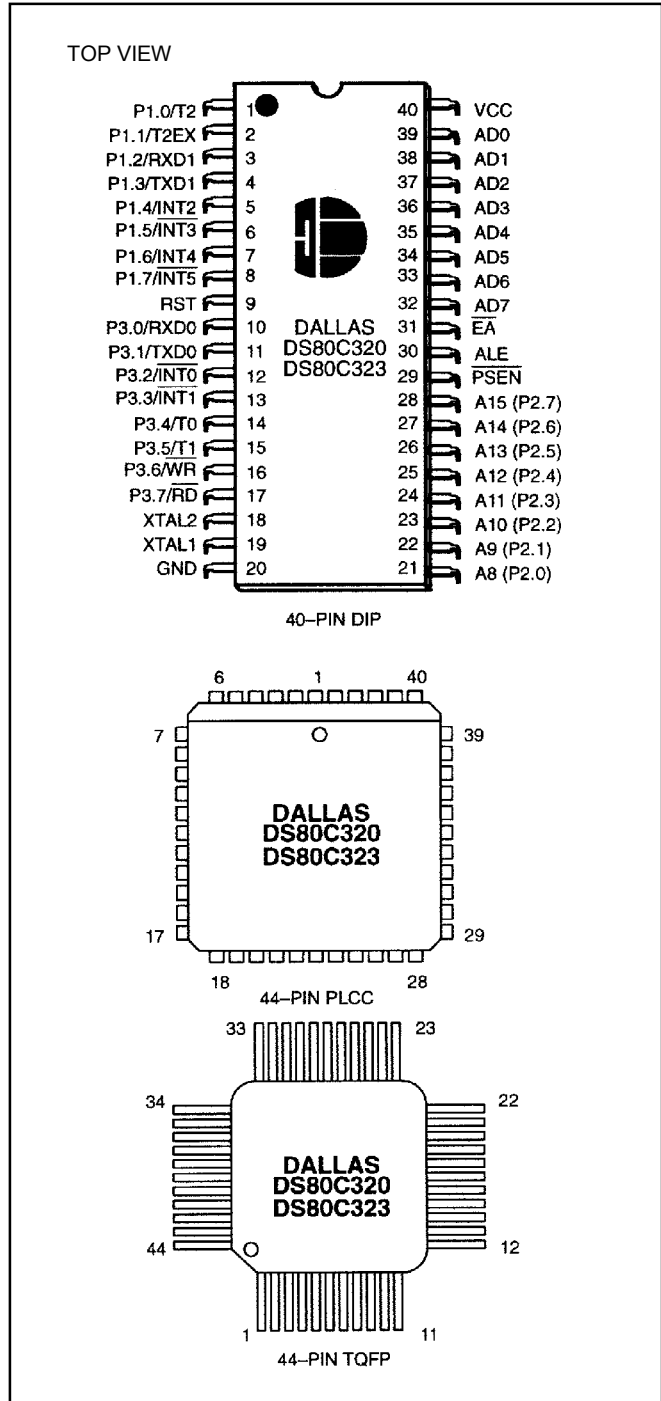 TOP VIEW
P1.0/T2 1 40 VCC
P1.1/T2EX 2 39 AD0
P1.2/RXD1 3 38 AD1
P1.3/TXD1 4 37 AD2
P1.4/INT2 5 36 AD3
P1.5/I̅N̅T̅3̅ 6 35 AD4
P1.6/INT4 7 34 AD5
P1.7/I̅N̅T̅5̅ 8 33 AD6
RST 9 32 AD7
P3.0/RXD0 10 31 E̅A̅
P3.1/TXD0 11 30 ALE
P3.2/I̅N̅T̅0̅ 12 29 P̅S̅E̅N̅
P3.3/I̅N̅T̅1̅ 13 28 A15 (P2.7)
P3.4/T0 14 27 A14 (P2.6)
P3.5/T1 15 26 A13 (P2.5)
P3.6/W̅R̅ 16 25 A12 (P2.4)
P3.7/R̅D̅ 17 24 A11 (P2.3)
XTAL2 18 23 A10 (P2.2)
XTAL1 19 22 A9 (P2.1)
GND 20 21 A8 (P2.0)
DALLAS
DS80C320
DS80C323
40–PIN DIP
6 1 40
7 39
DALLAS
DS80C320
DS80C323
17 29
18 28
44–PIN PLCC
33 23
34 22
DALLAS
DS80C320
DS80C323
44 12
1 11
44–PIN TQFP